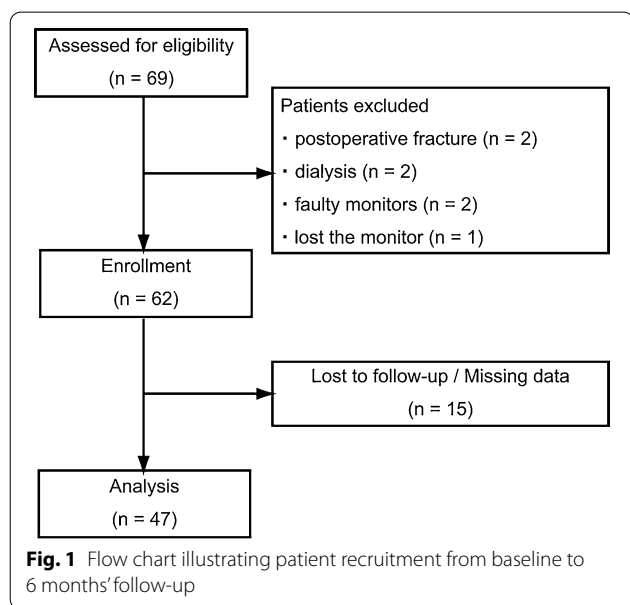 Assessed for eligibility
(n = 69)
Patients excluded
・postoperative fracture (n = 2)
・dialysis (n = 2)
・faulty monitors (n = 2)
・lost the monitor (n = 1)
Enrollment
(n = 62)
Lost to follow-up / Missing data
(n = 15)
Analysis
(n = 47)
Fig. 1 Flow chart illustrating patient recruitment from baseline to
6 months’ follow-up